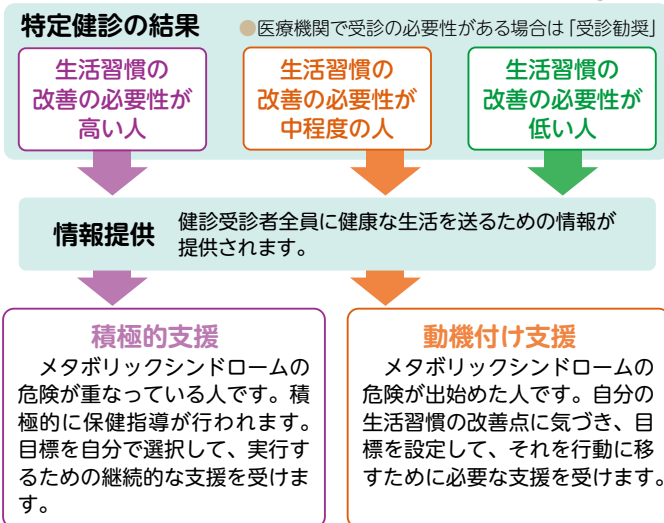 特定健診の結果
●医療機関で受診の必要性がある場合は「受診勧奨」
生活習慣の
改善の必要性が
高い人
生活習慣の
改善の必要性が
中程度の人
生活習慣の
改善の必要性が
低い人
情報提供
健診受診者全員に健康な生活を送るための情報が
提供されます。
積極的支援
メタボリックシンドロームの
危険が重なっている人です。積
極的に保健指導が行われます。
目標を自分で選択して、実行す
るための継続的な支援を受けま
す。
動機付け支援
メタボリックシンドロームの
危険が出始めた人です。自分の
生活習慣の改善点に気づき、目
標を設定して、それを行動に移
すために必要な支援を受けます。